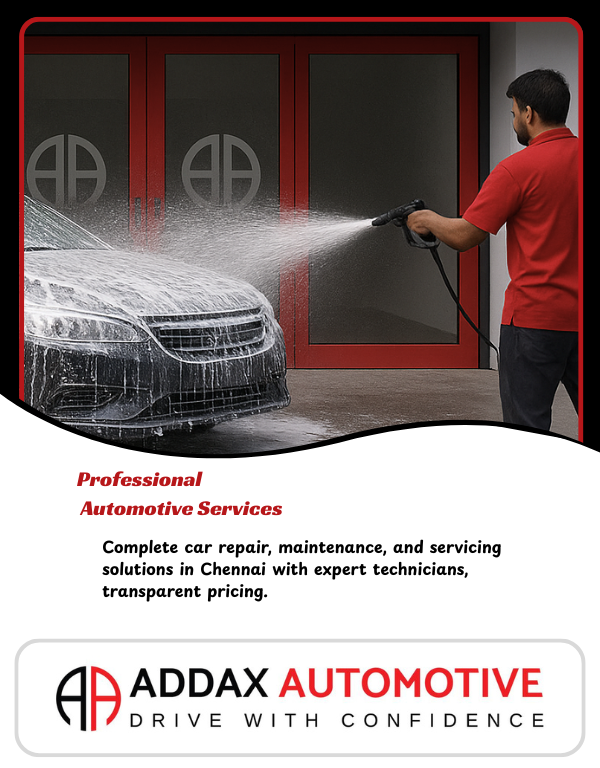 Professional
Automotive Services
Complete car repair, maintenance, and servicing
solutions in Chennai with expert technicians,
transparent pricing.
ADDAX AUTOMOTIVE
DRIVE WITH CONFIDENCE